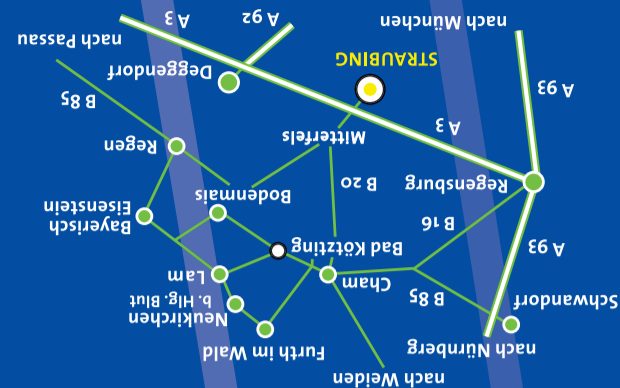 nach Weiden
nach Nürnberg
Furth im Wald
Schwandorf
Neukirchen
b. Hlg. Blut
B 85
Cham
Lam
A 93
Bad Kötzting
B 16
Bayerisch
Eisenstein
Bodenmais
Regensburg
B 20
Regen
Mitterfels
A 3
B 85
A 93
Deggendorf
STRAUBING
nach Passau
nach München
A 92
A 3